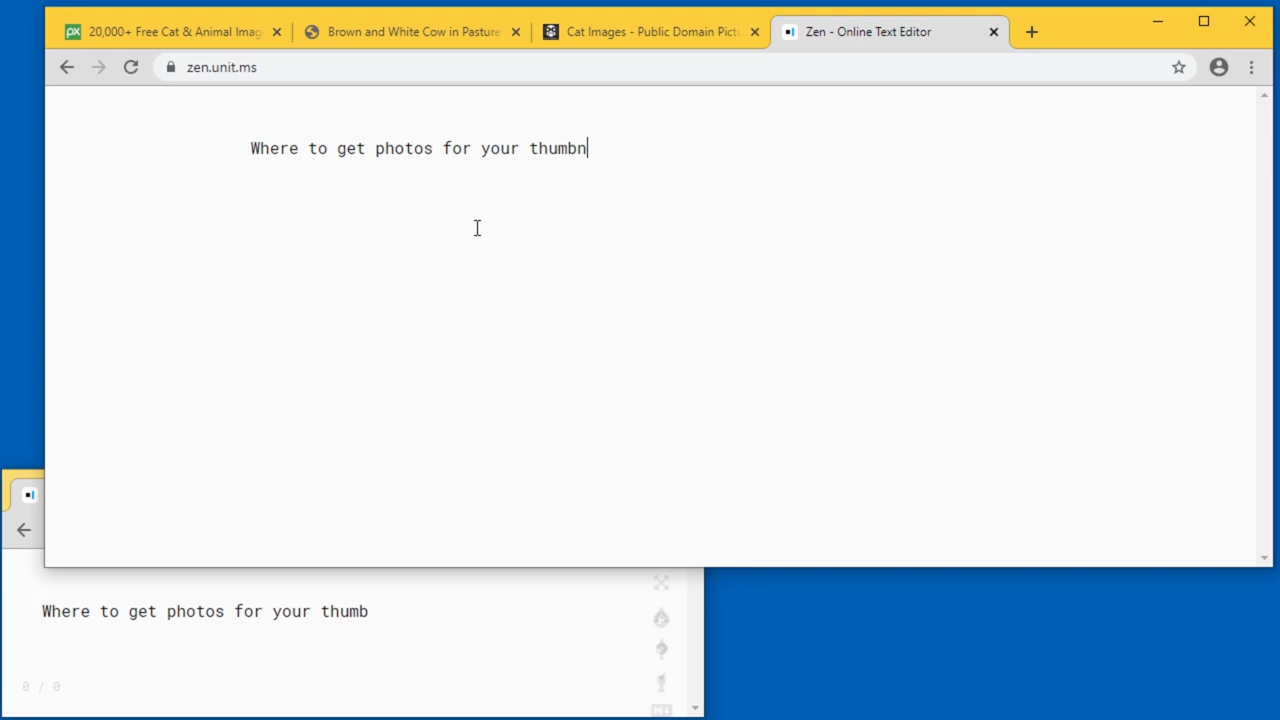 20,000+ Free Cat & Animal Imag
Brown and White Cow in Pasture
Cat Images - Public Domain Pict
Zen - Online Text Editor
zen.unit.ms
Where to get photos for your thumbn
Where to get photos for your thumb
0 / 0